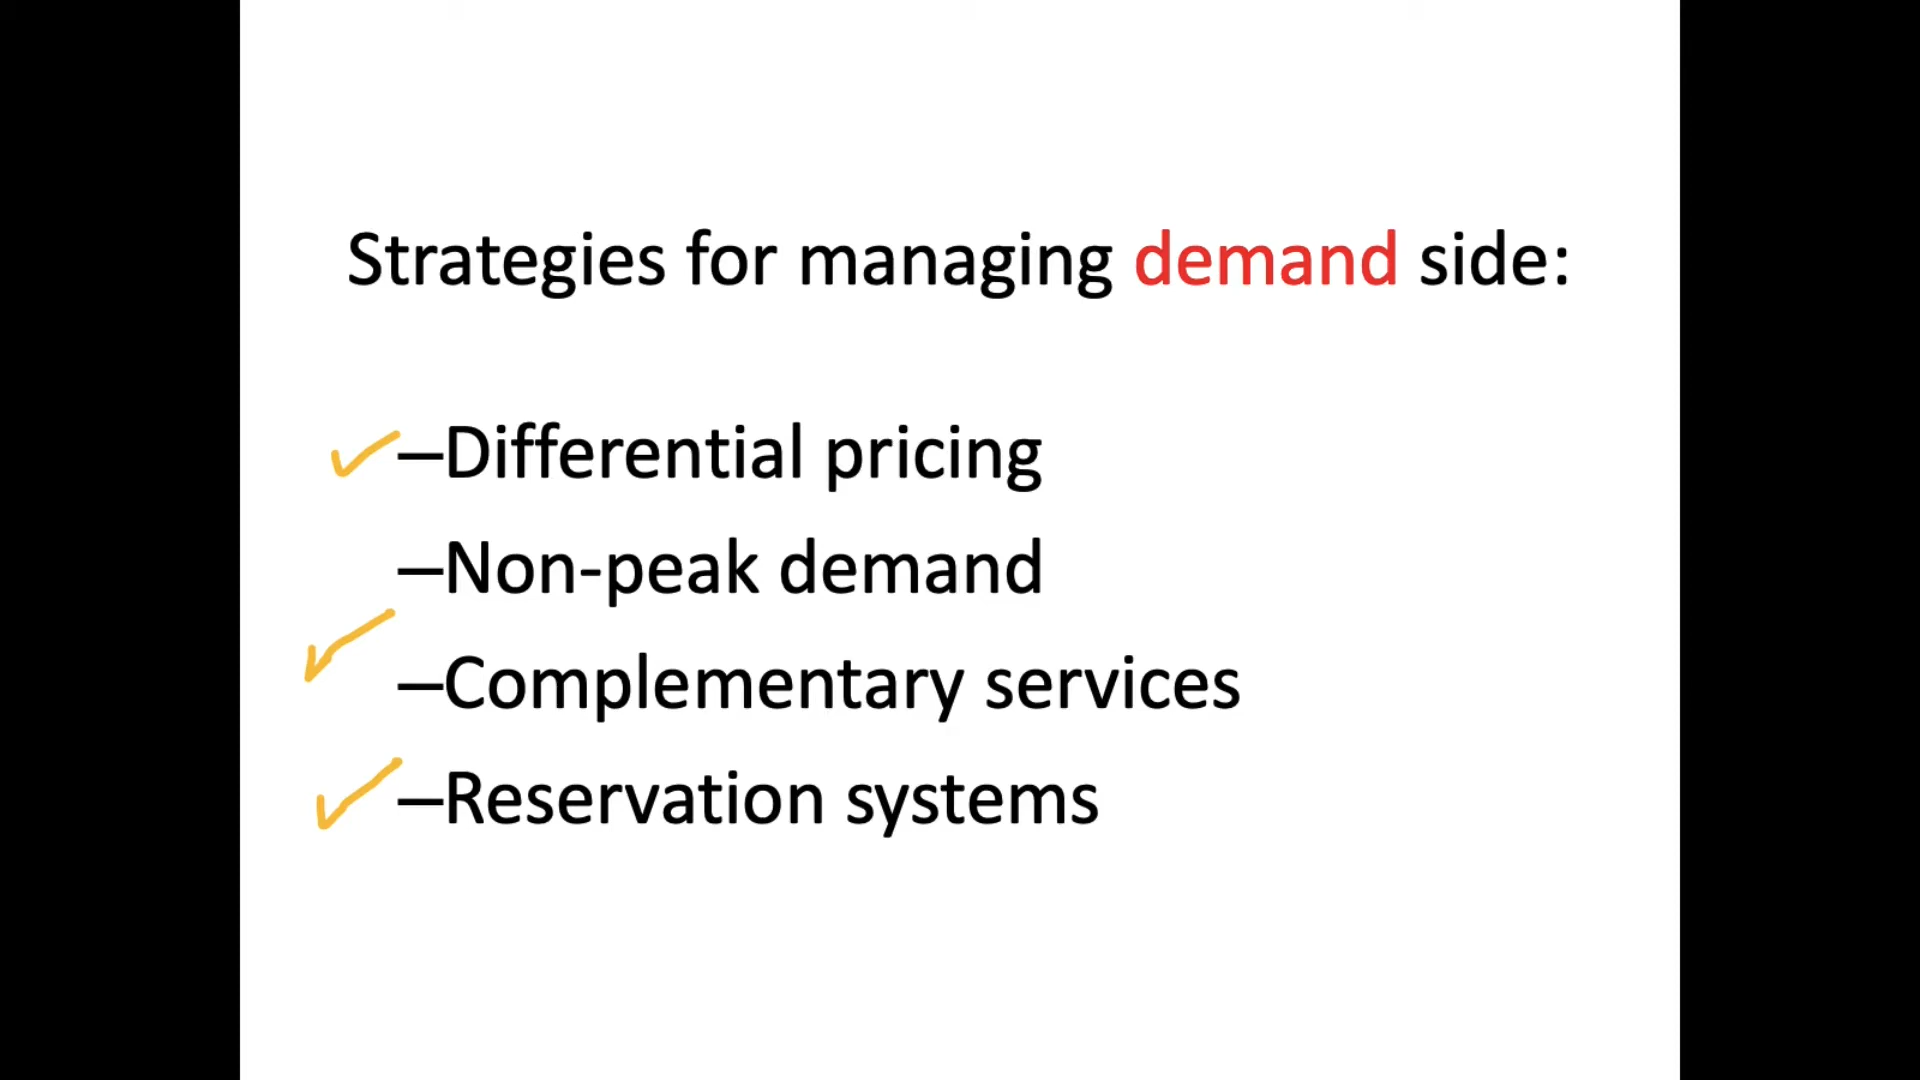 Strategies for managing demand side:
–Differential pricing
–Non-peak demand
–Complementary services
–Reservation systems